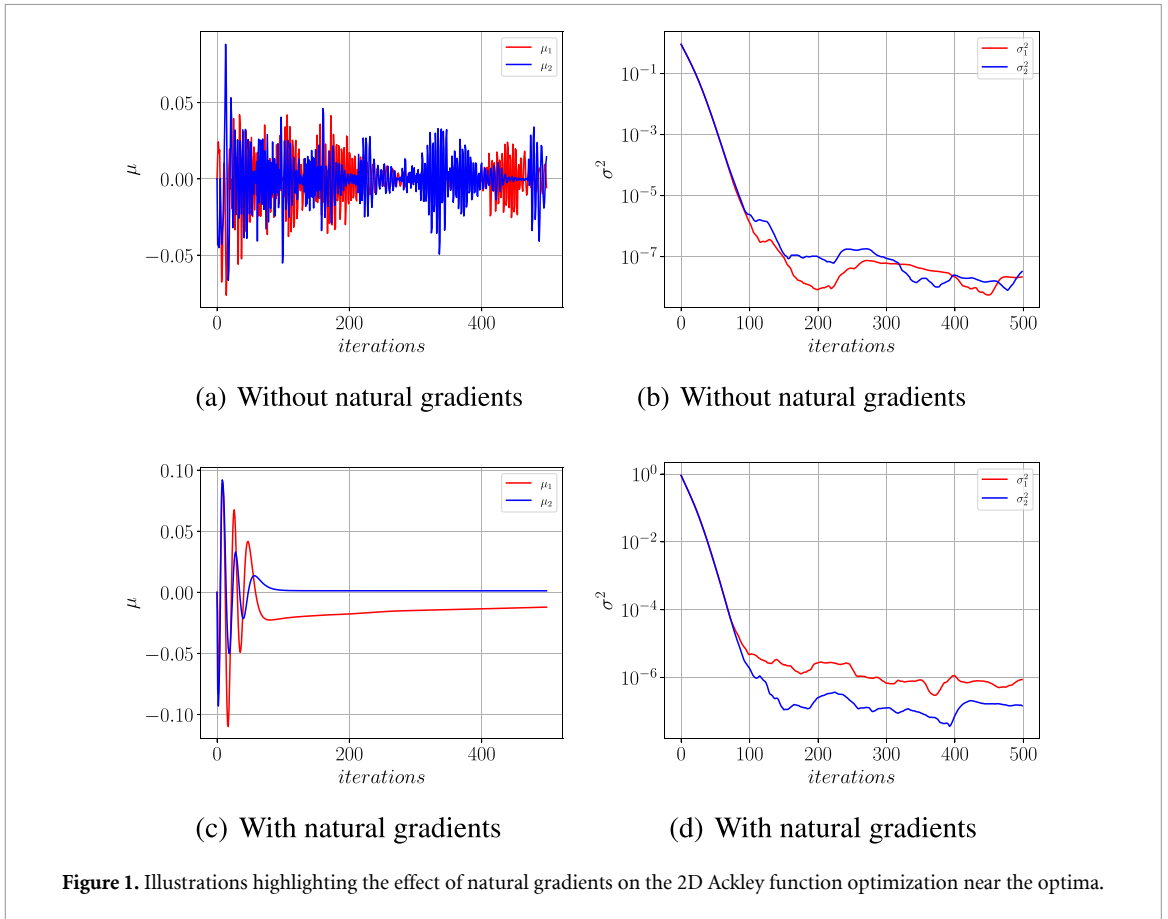 μ₁
μ₂
0.05
0.00
−0.05
μ
0 200 400
iterations
(a) Without natural gradients
σ₁²
σ₂²
10⁻¹
10⁻³
10⁻⁵
10⁻⁷
σ²
0 100 200 300 400 500
iterations
(b) Without natural gradients
μ₁
μ₂
0.10
0.05
0.00
−0.05
−0.10
μ
0 200 400
iterations
(c) With natural gradients
σ₁²
σ₂²
10⁰
10⁻²
10⁻⁴
10⁻⁶
σ²
0 100 200 300 400 500
iterations
(d) With natural gradients
Figure 1. Illustrations highlighting the effect of natural gradients on the 2D Ackley function optimization near the optima.